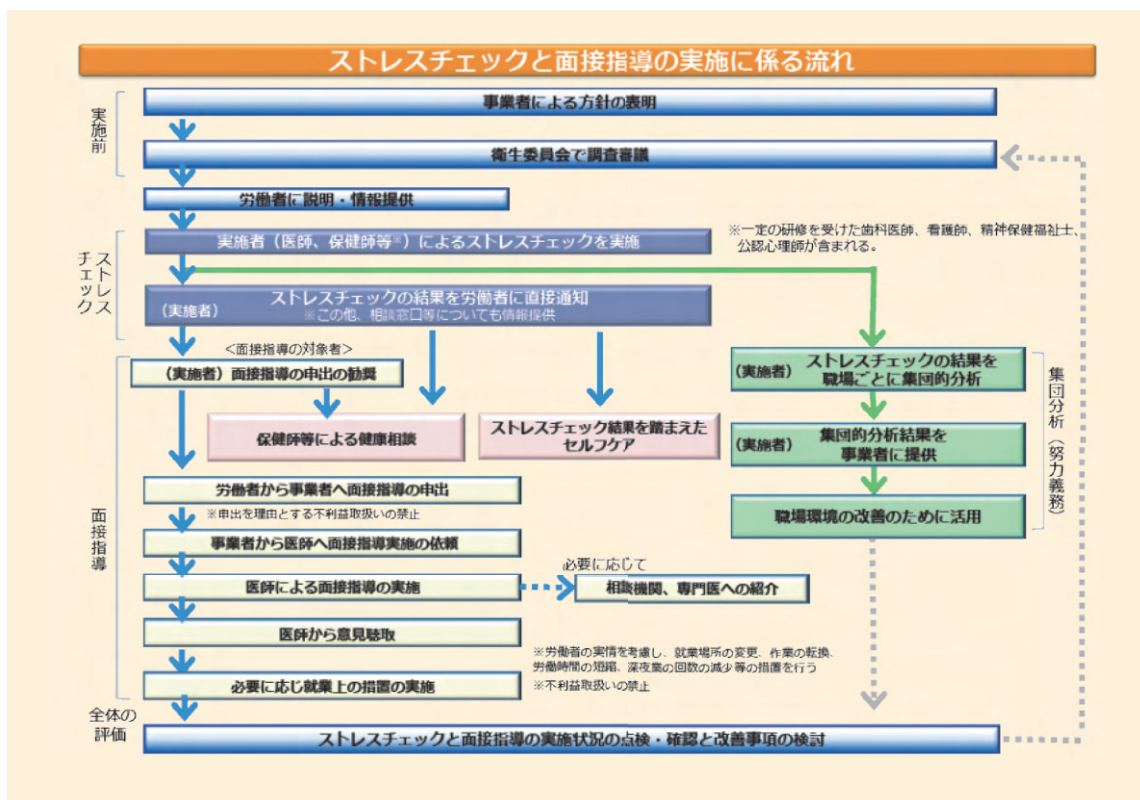 ストレスチェックと面接指導の実施に係る流れ
実施前
事業者による方針の表明
衛生委員会で調査審議
労働者に説明・情報提供
ストレス
チェック
実施者（医師、保健師等※）によるストレスチェックを実施
※一定の研修を受けた歯科医師、看護師、精神保健福祉士、
公認心理師が含まれる。
ストレスチェックの結果を労働者に直接通知
（実施者）
※この他、相談窓口等についても情報提供
面接指導
＜面接指導の対象者＞
（実施者）面接指導の申出の勧奨
保健師等による健康相談
ストレスチェック結果を踏まえた
セルフケア
集団分析（努力義務）
（実施者）
ストレスチェックの結果を
職場ごとに集団的分析
（実施者）
集団的分析結果を
事業者に提供
職場環境の改善のために活用
労働者から事業者へ面接指導の申出
※申出を理由とする不利益取扱いの禁止
事業者から医師へ面接指導実施の依頼
医師による面接指導の実施
必要に応じて
相談機関、専門医への紹介
医師から意見聴取
※労働者の実情を考慮し、就業場所の変更、作業の転換、
労働時間の短縮、深夜業の回数の減少等の措置を行う
※不利益取扱いの禁止
必要に応じ就業上の措置の実施
全体の
評価
ストレスチェックと面接指導の実施状況の点検・確認と改善事項の検討